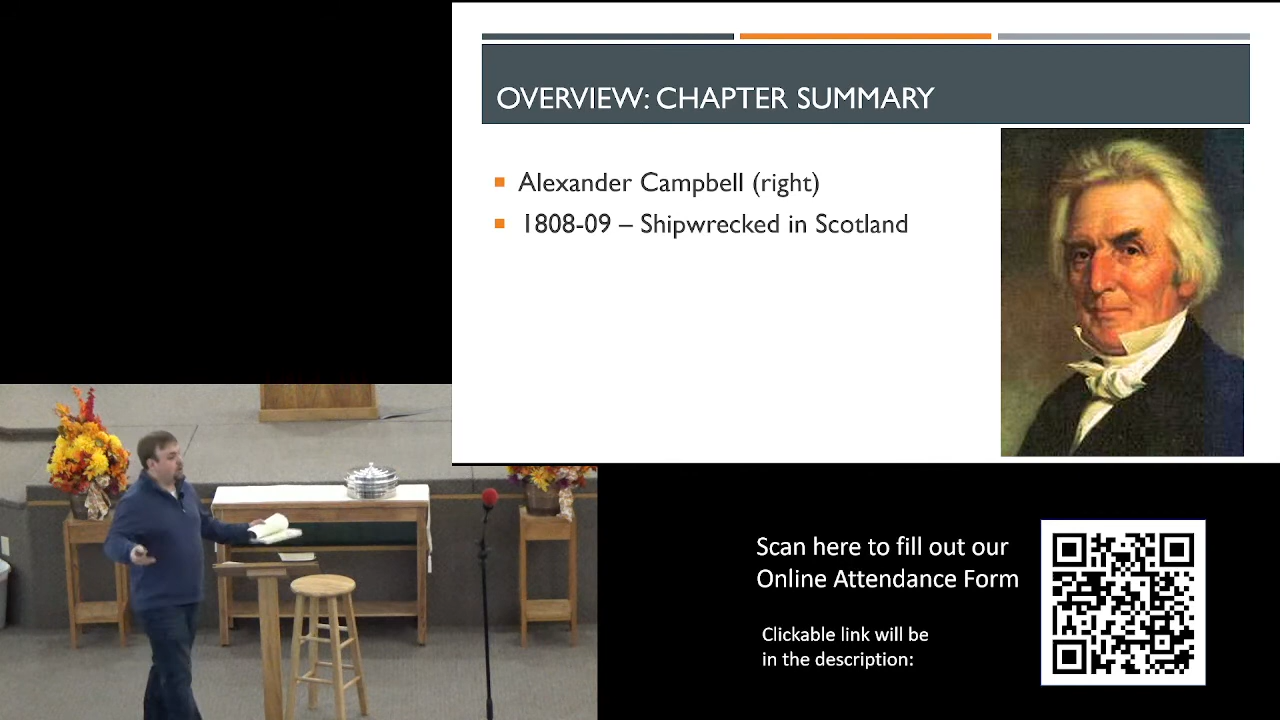 OVERVIEW: CHAPTER SUMMARY
Alexander Campbell (right)
1808-09 – Shipwrecked in Scotland
Scan here to fill out our
Online Attendance Form
Clickable link will be
in the description: